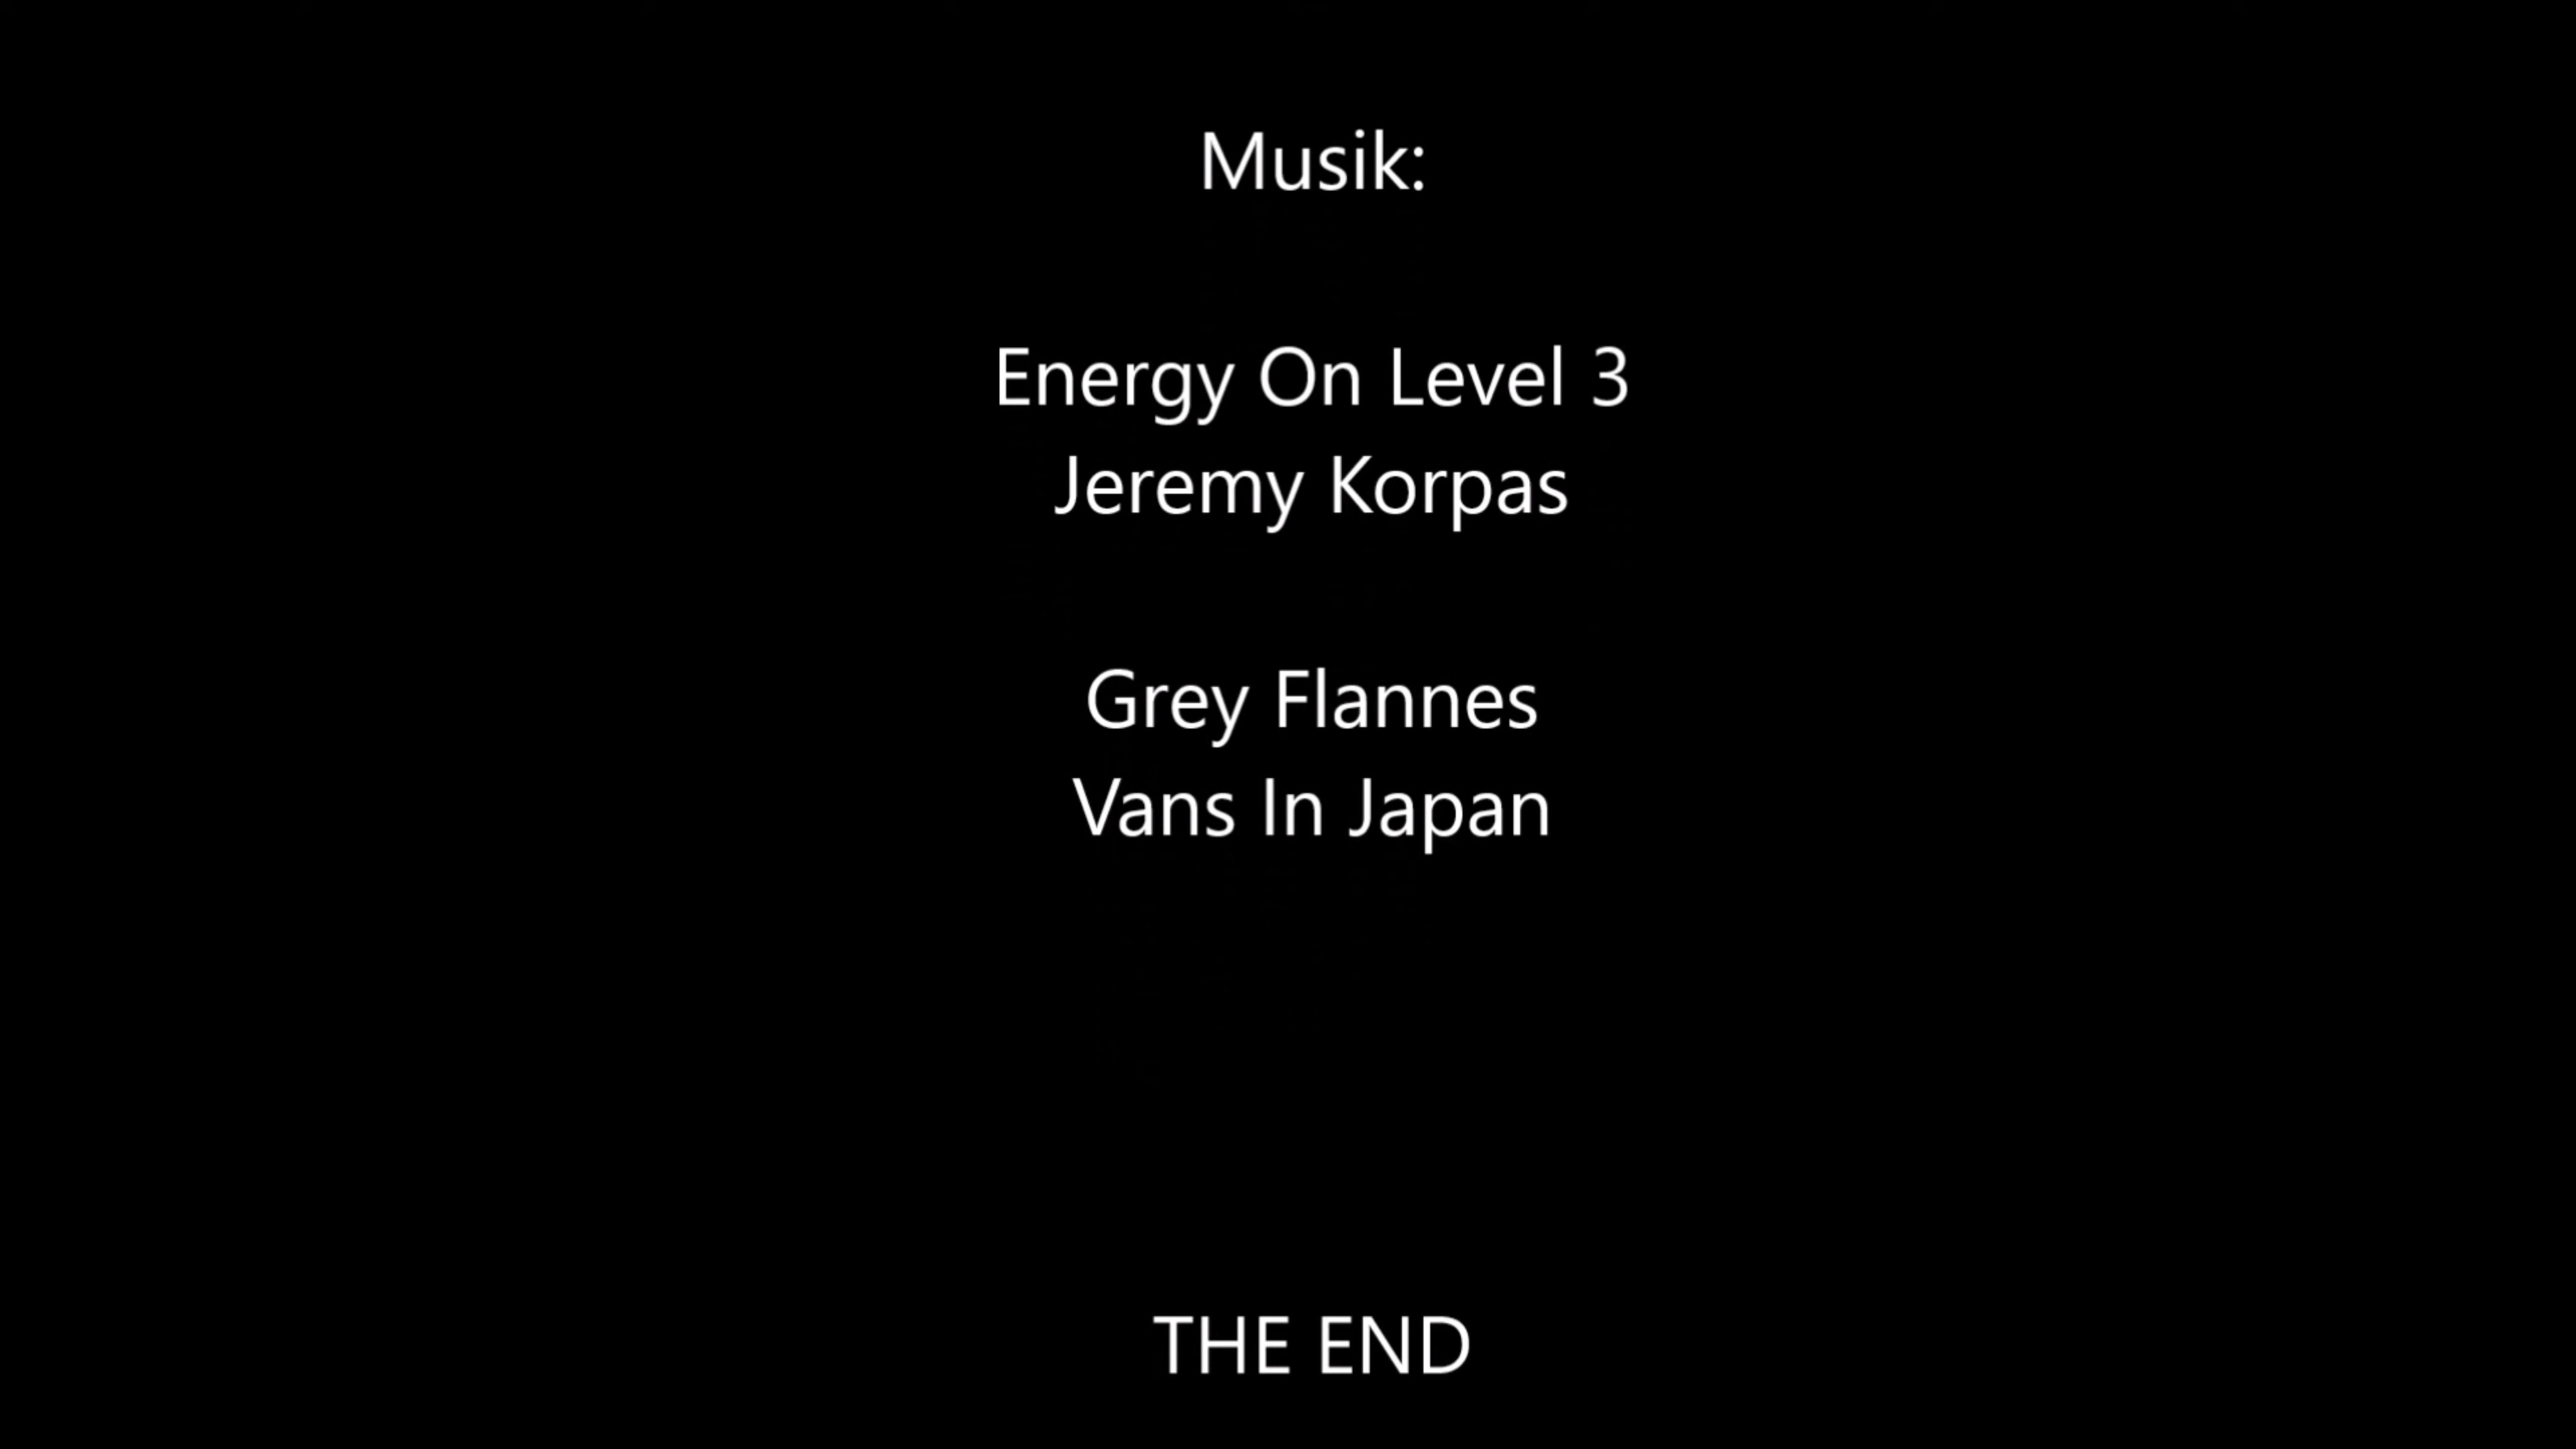 Musik:
Energy On Level 3
Jeremy Korpas
Grey Flannes
Vans In Japan
THE END